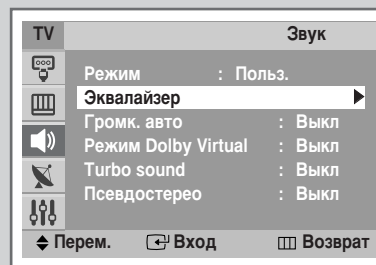 TV Звук
Режим : Польз.
Эквалайзер
Громк. авто : Выкл
Режим Dolby Virtual : Выкл
Turbo sound : Выкл
Псевдостерео : Выкл
Перем. Вход Возврат